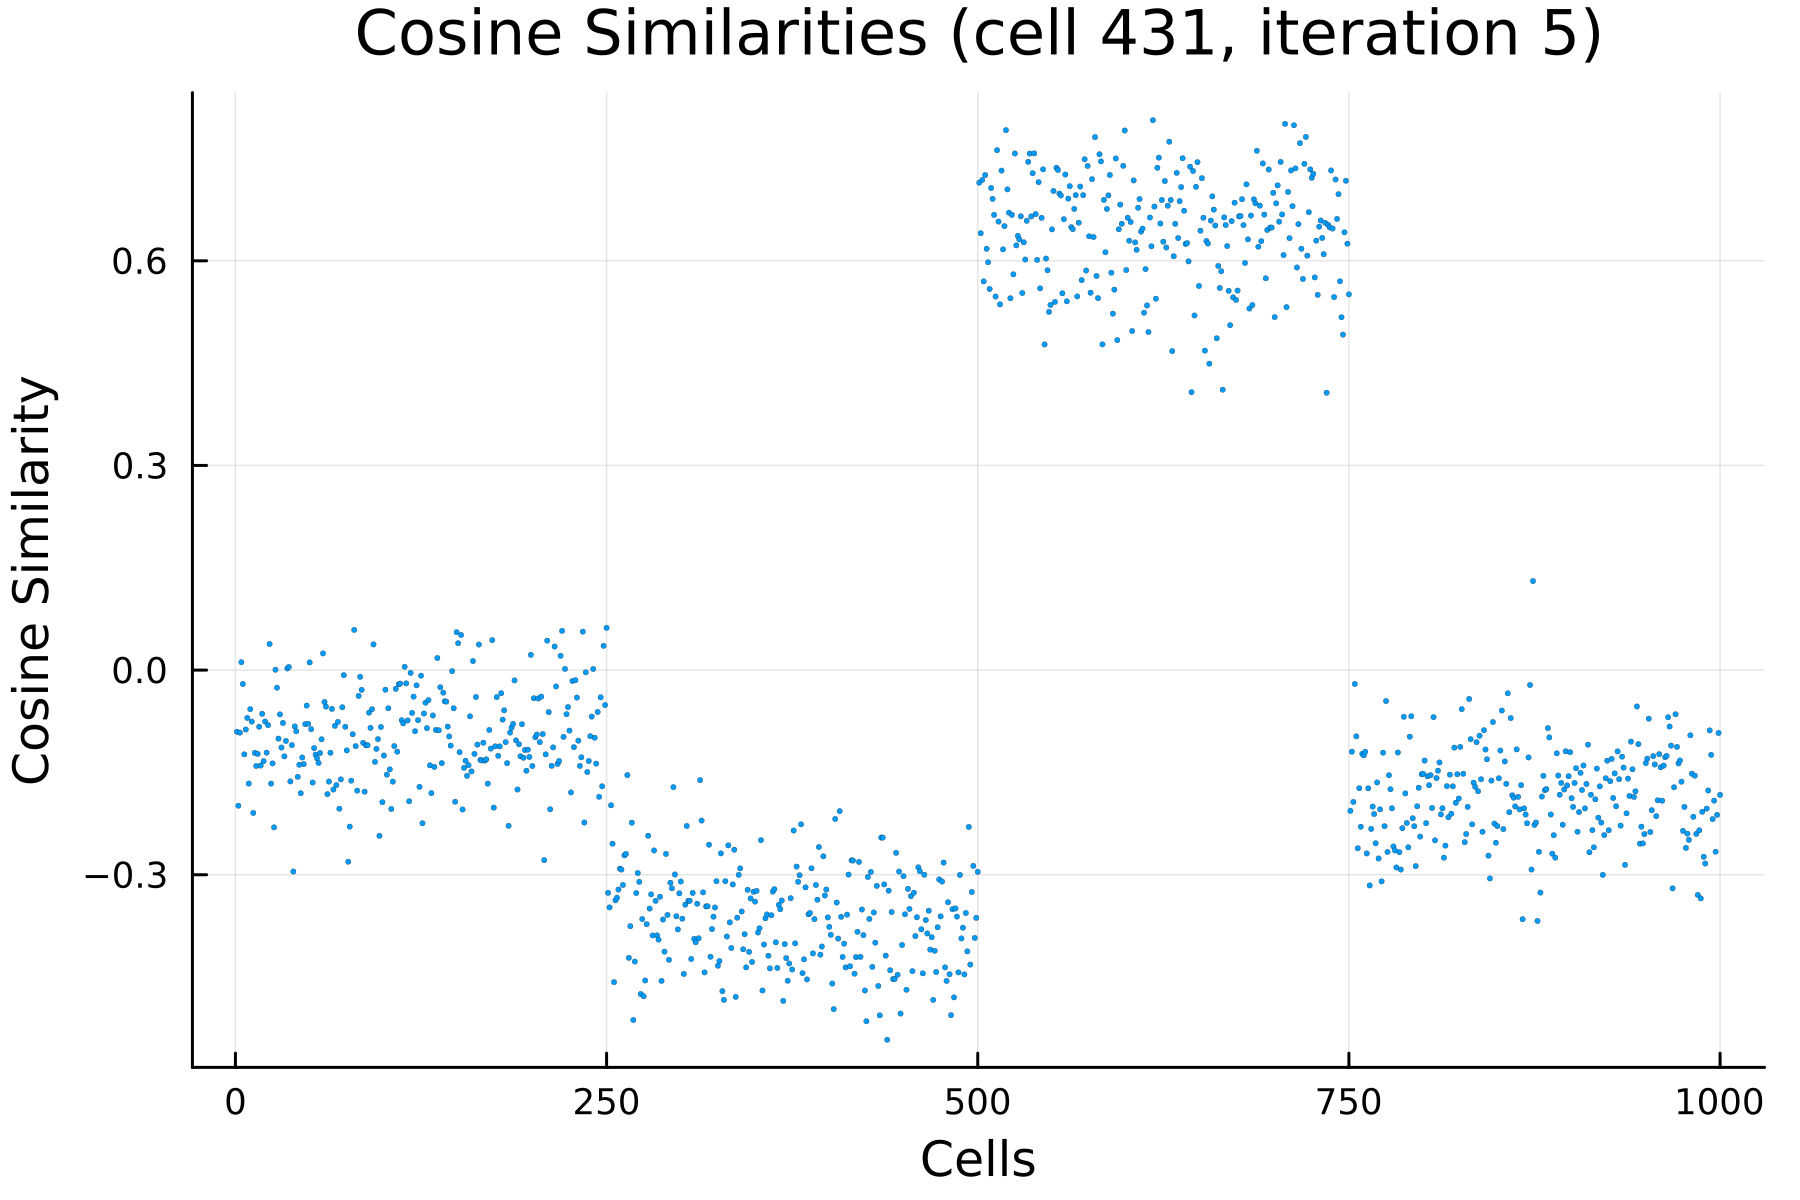 Cosine Similarities (cell 431, iteration 5)
Cosine Similarity
0.6
0.3
0.0
−0.3
0 250 500 750 1000
Cells